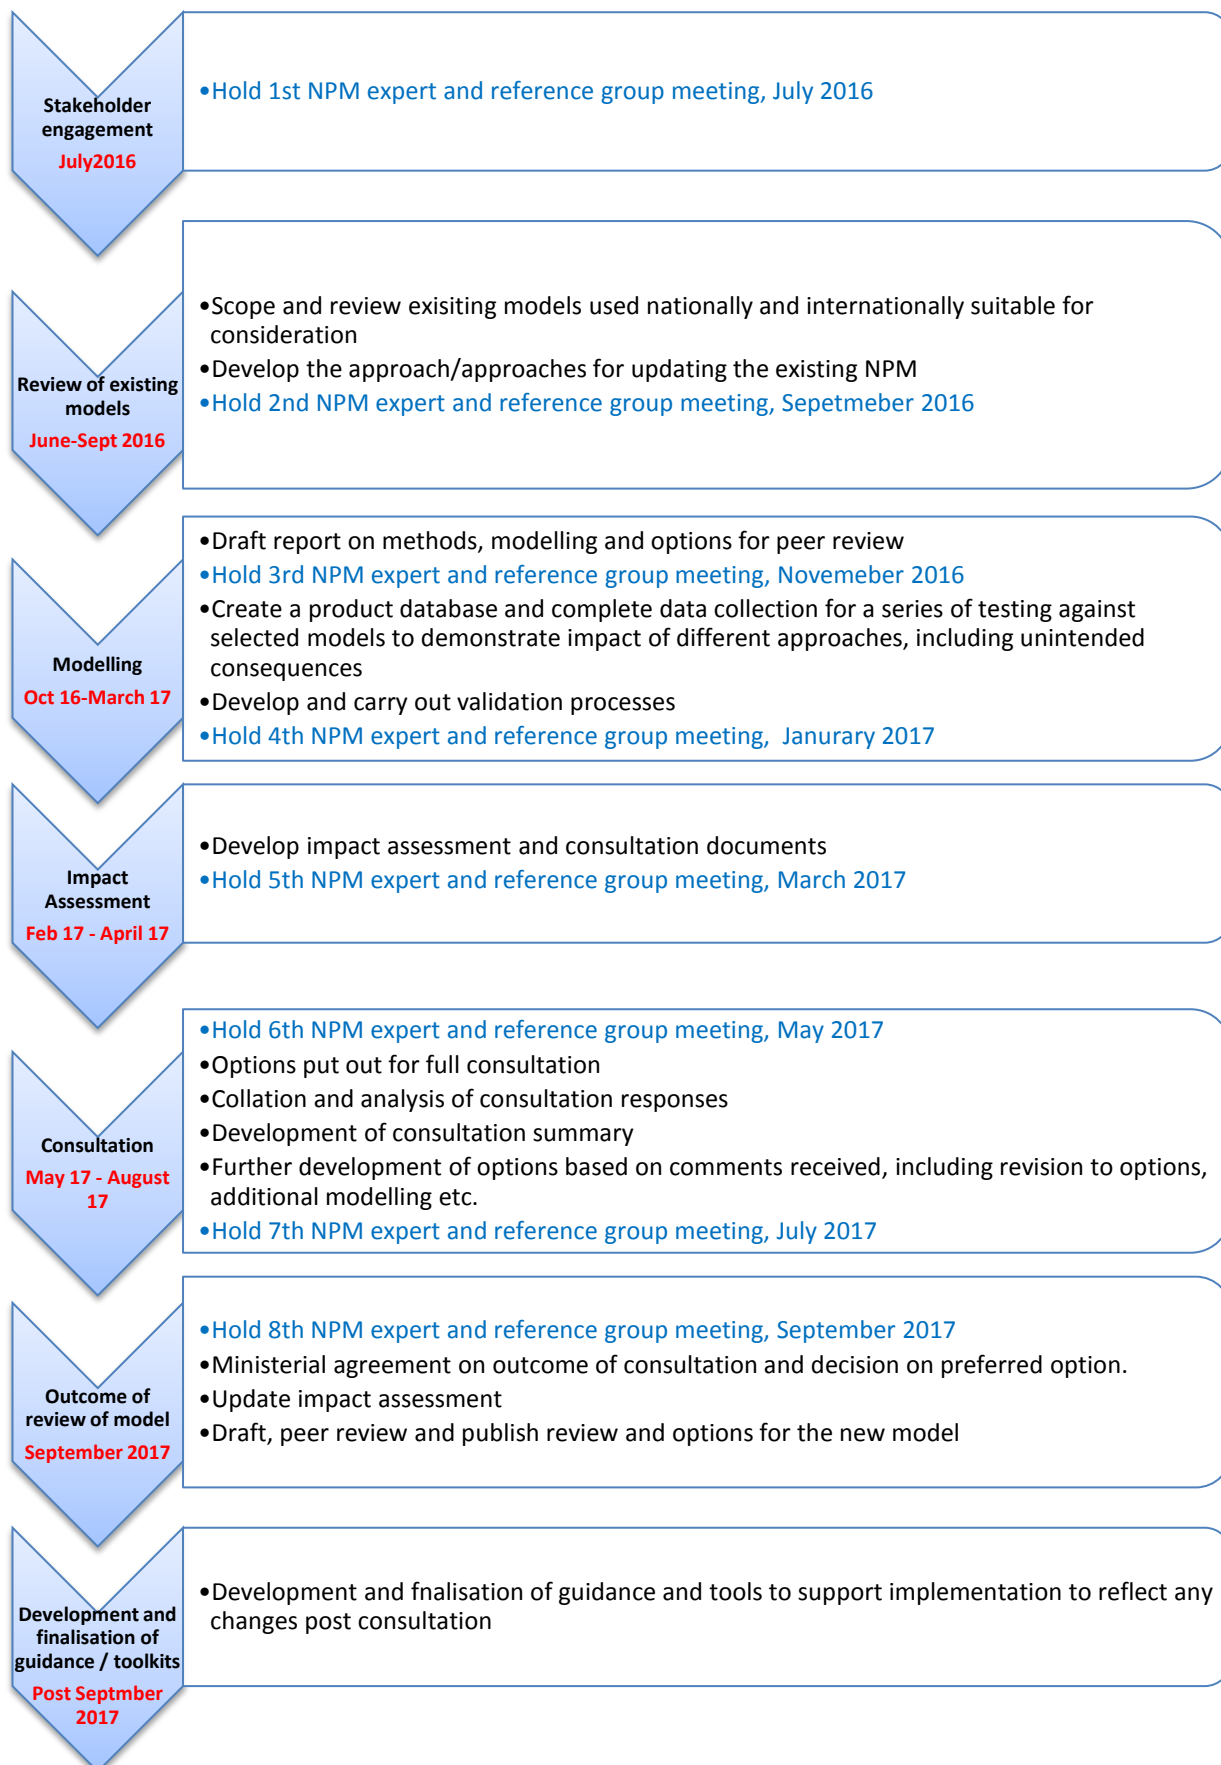 Stakeholder
engagement
July2016
•Hold 1st NPM expert and reference group meeting, July 2016
Review of existing
models
June-Sept 2016
•Scope and review exisiting models used nationally and internationally suitable for
consideration
•Develop the approach/approaches for updating the existing NPM
•Hold 2nd NPM expert and reference group meeting, Sepetmeber 2016
Modelling
Oct 16-March 17
•Draft report on methods, modelling and options for peer review
•Hold 3rd NPM expert and reference group meeting, Novemeber 2016
•Create a product database and complete data collection for a series of testing against
selected models to demonstrate impact of different approaches, including unintended
consequences
•Develop and carry out validation processes
•Hold 4th NPM expert and reference group meeting,  Janurary 2017
Impact
Assessment
Feb 17 - April 17
•Develop impact assessment and consultation documents
•Hold 5th NPM expert and reference group meeting, March 2017
Consultation
May 17 - August
17
•Hold 6th NPM expert and reference group meeting, May 2017
•Options put out for full consultation
•Collation and analysis of consultation responses
•Development of consultation summary
•Further development of options based on comments received, including revision to options,
additional modelling etc.
•Hold 7th NPM expert and reference group meeting, July 2017
Outcome of
review of model
September 2017
•Hold 8th NPM expert and reference group meeting, September 2017
•Ministerial agreement on outcome of consultation and decision on preferred option.
•Update impact assessment
•Draft, peer review and publish review and options for the new model
Development and
finalisation of
guidance / toolkits
Post Septmber
2017
•Development and fnalisation of guidance and tools to support implementation to reflect any
changes post consultation